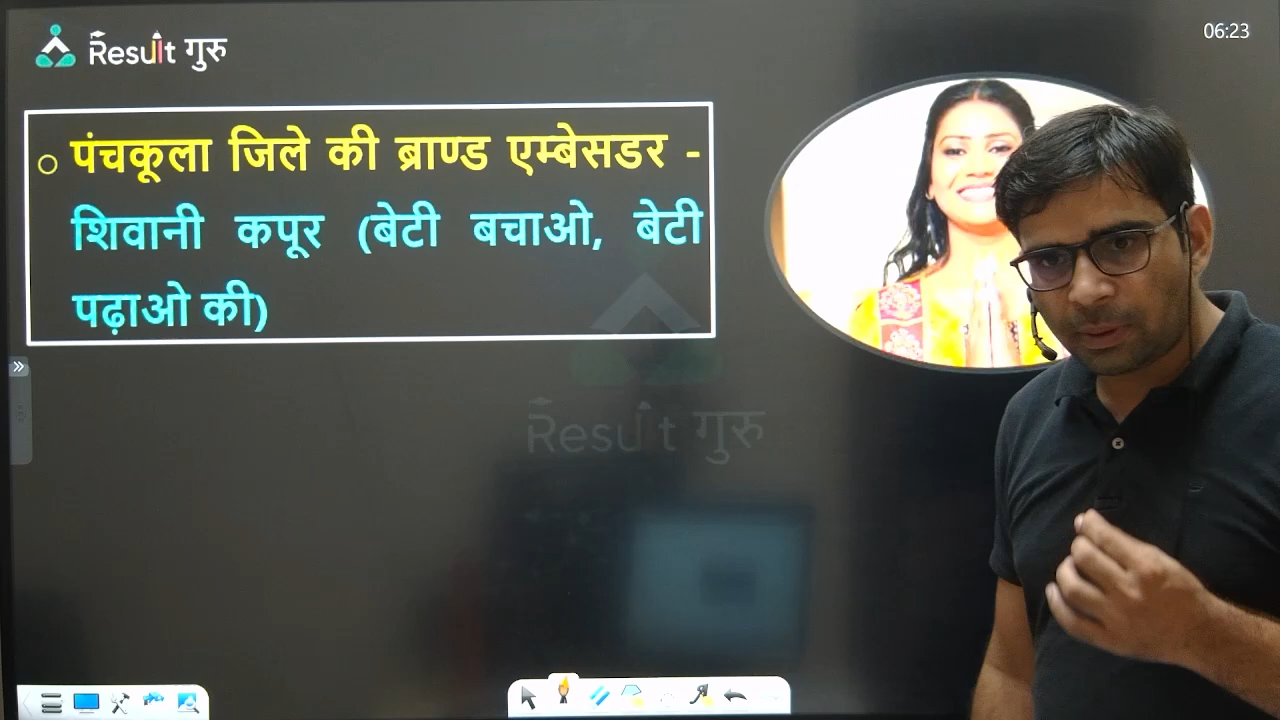 Result गुरु
06:23
पंचकूला जिले की ब्राण्ड एम्बेसडर -
शिवानी कपूर (बेटी बचाओ, बेटी
पढ़ाओ की)
Result गुरु